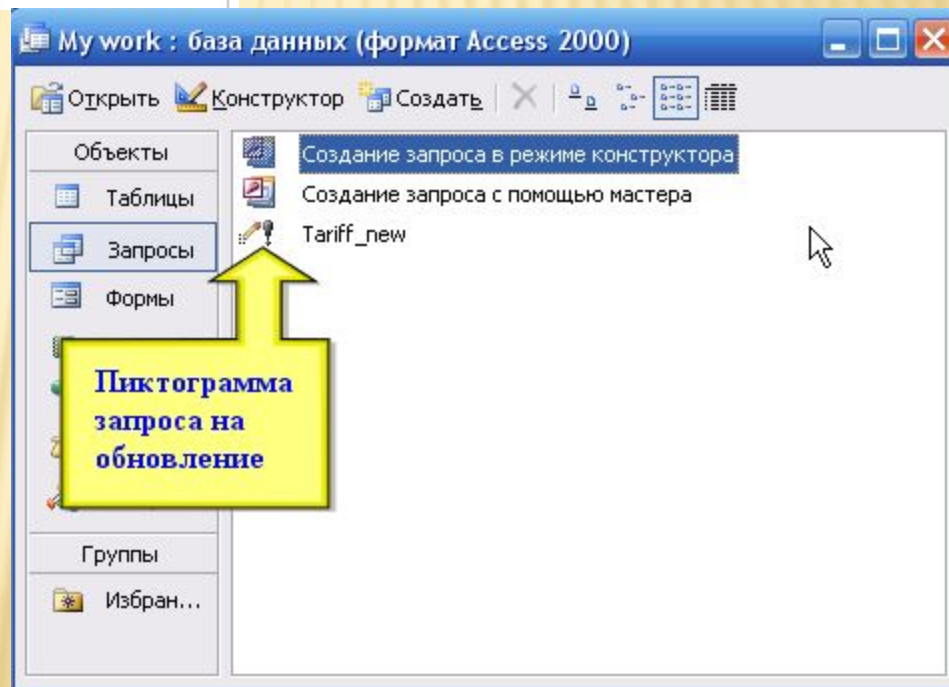 My work : база данных (формат Access 2000)
Открыть Конструктор Создать
Объекты
Таблицы
Запросы
Формы
Группы
Избран...
Создание запроса в режиме конструктора
Создание запроса с помощью мастера
Tariff_new
Пиктограмма
запроса на
обновление